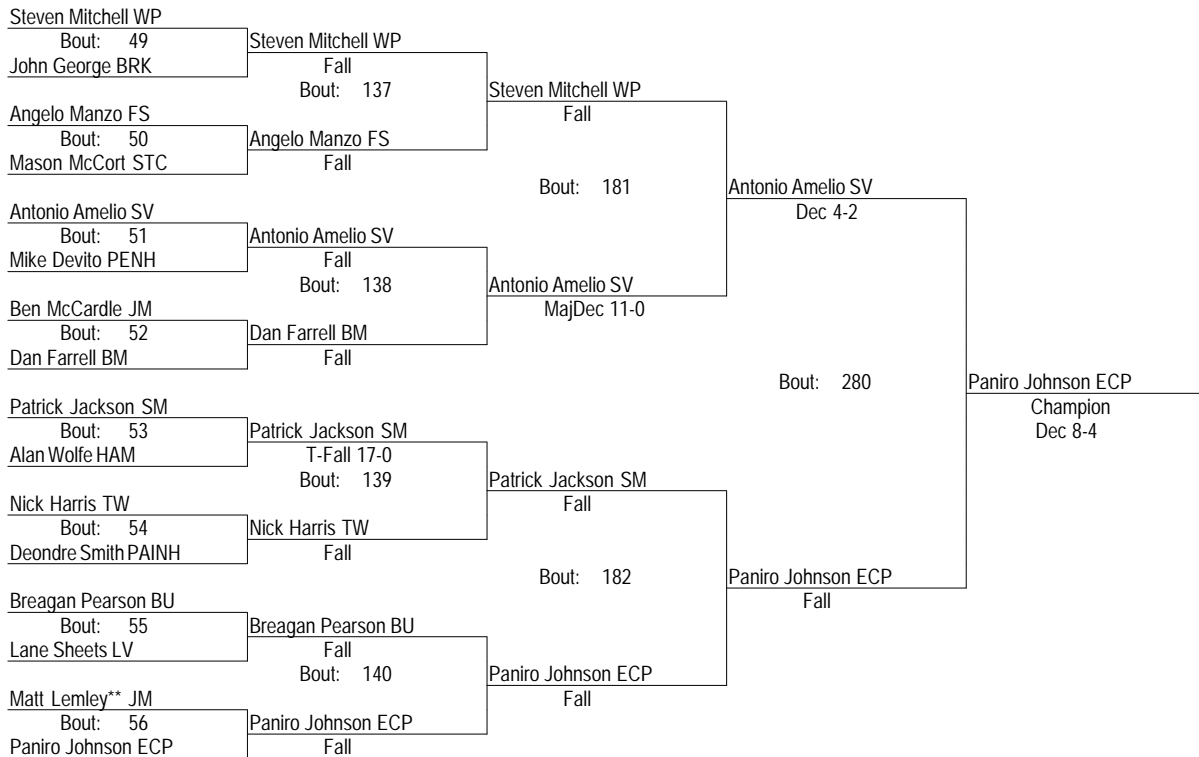 Steven Mitchell WP
Bout: 49
Steven Mitchell WP
John George BRK
Fall
Bout: 137
Steven Mitchell WP
Angelo Manzo FS
Fall
Bout: 50
Angelo Manzo FS
Mason McCort STC
Fall
Bout: 181
Antonio Amelio SV
Antonio Amelio SV
Dec 4-2
Bout: 51
Antonio Amelio SV
Mike Devito PENH
Fall
Bout: 138
Antonio Amelio SV
Ben McCardle JM
MajDec 11-0
Bout: 52
Dan Farrell BM
Dan Farrell BM
Fall
Bout: 280
Paniro Johnson ECP
Patrick Jackson SM
Champion
Bout: 53
Patrick Jackson SM
Dec 8-4
Alan Wolfe HAM
T-Fall 17-0
Bout: 139
Patrick Jackson SM
Nick Harris TW
Fall
Bout: 54
Nick Harris TW
Deondre Smith PAINH
Fall
Bout: 182
Paniro Johnson ECP
Breagan Pearson BU
Fall
Bout: 55
Breagan Pearson BU
Lane Sheets LV
Fall
Bout: 140
Paniro Johnson ECP
Matt Lemley** JM
Fall
Bout: 56
Paniro Johnson ECP
Paniro Johnson ECP
Fall